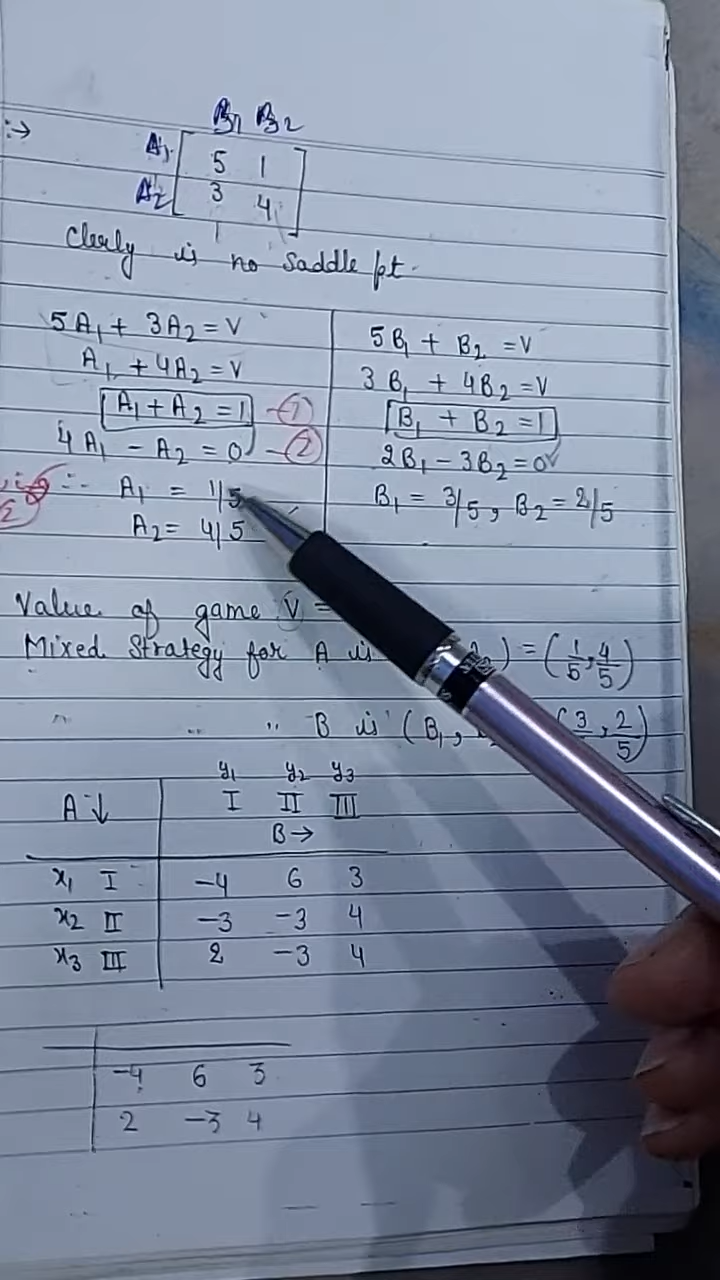 :→
B1 B2
A1 5 1
A2 3 4
Clerly is no Saddle pt.
5A1 + 3A2 = V
A1 + 4A2 = V
A1 + A2 = 1 -①
4A1 - A2 = 0 -②
∴ A1 = 1/5
2
A2 = 4/5
5B1 + B2 = V
3B1 + 4B2 = V
B1 + B2 = 1
2B1 - 3B2 = 0
B1 = 3/5, B2 = 2/5
Value of game V =
Mixed Strategy for A is ) = (1/5, 4/5)
" " " B is (B1, (3/, 2/5)
y1 y2 y3
A↓ I II III
B→
x1 I -4 6 3
x2 II -3 -3 4
x3 III 2 -3 4
-4 6 3
2 -3 4